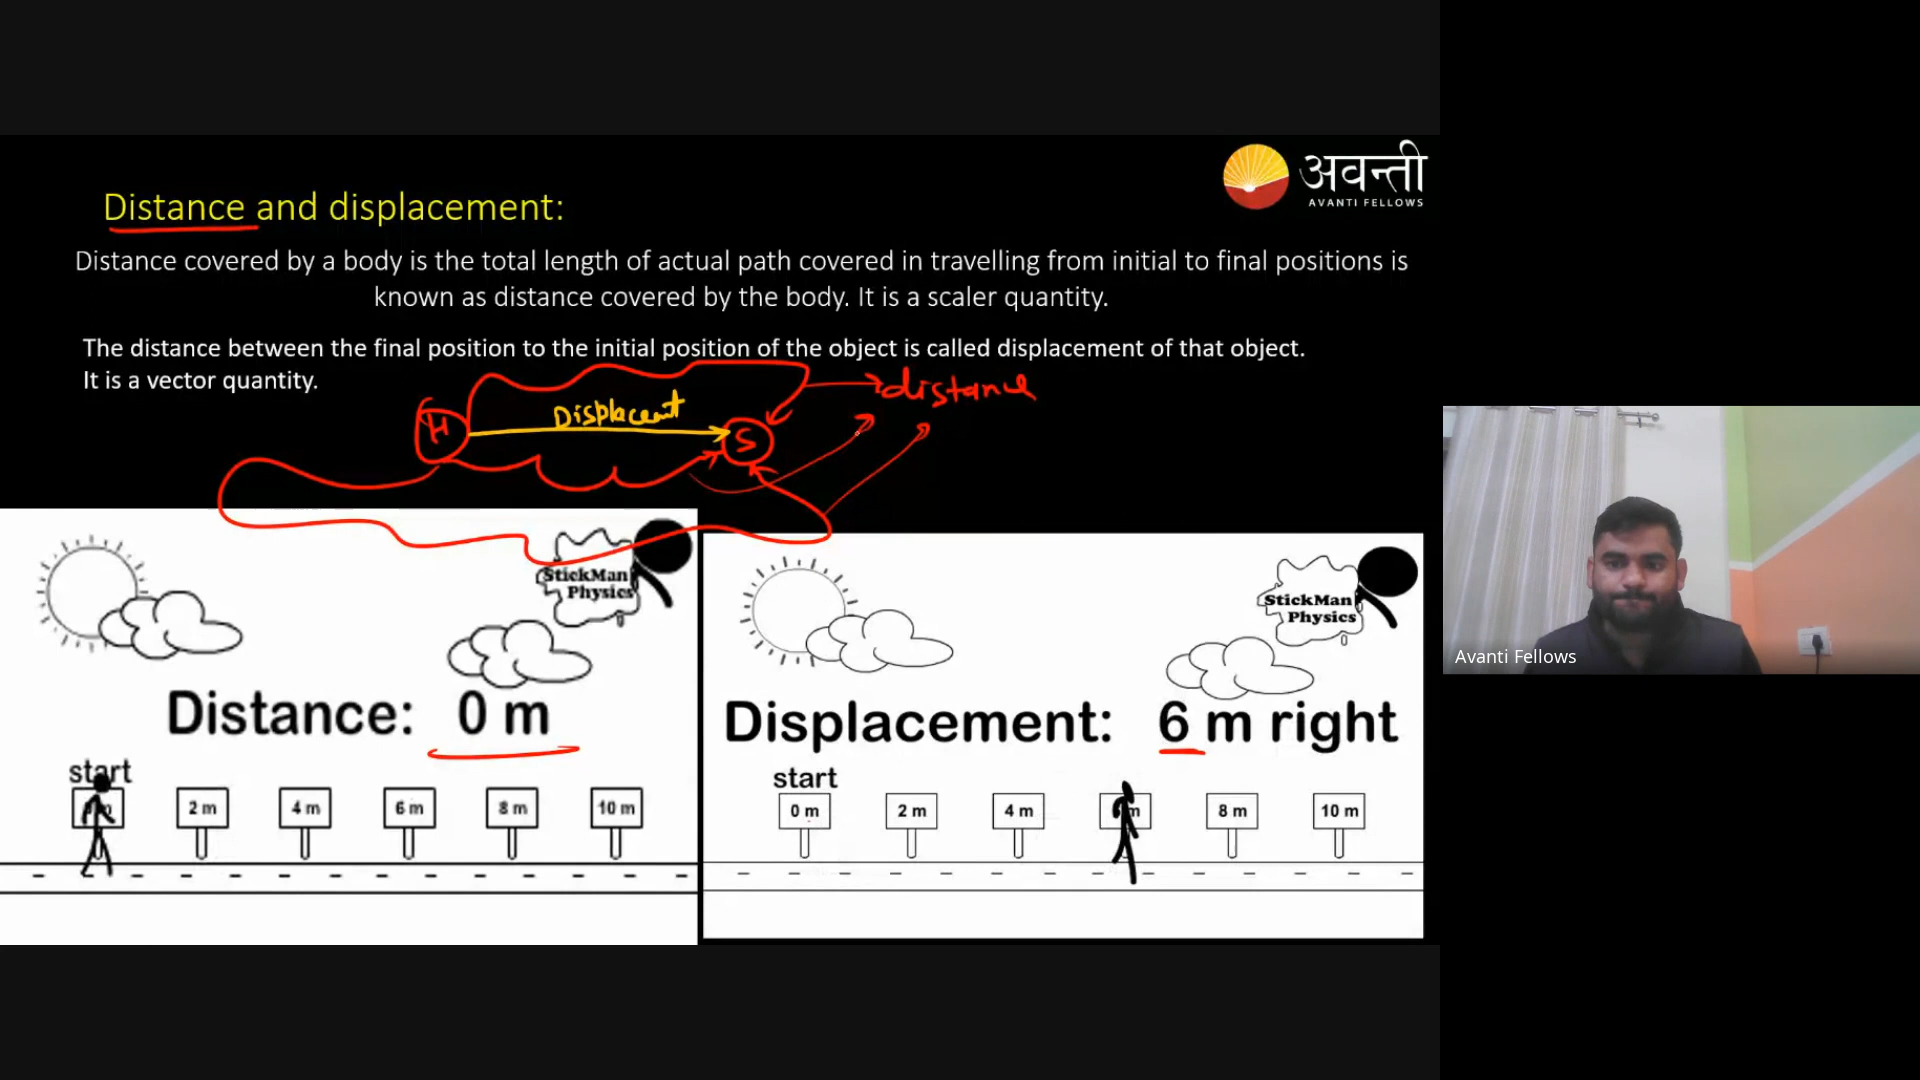 अवन्ती
AVANTI FELLOWS
Distance and displacement:
Distance covered by a body is the total length of actual path covered in travelling from initial to final positions is
known as distance covered by the body. It is a scaler quantity.
The distance between the final position to the initial position of the object is called displacement of that object.
It is a vector quantity.
distance
H
S
StickMan
Physics
Distance: 0 m
start
2 m
4 m
6 m
8 m
10 m
StickMan
Physics
Displacement: 6 m right
start
0 m
2 m
4 m
m
8 m
10 m
Avanti Fellows